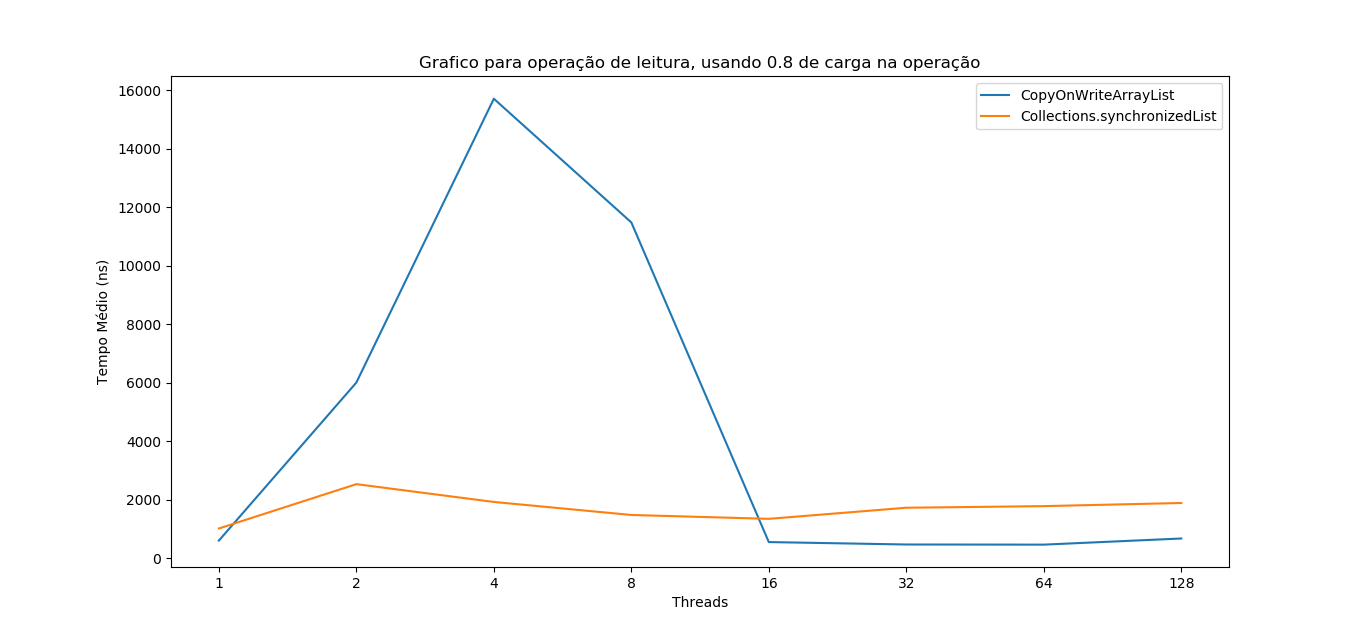 Grafico para operação de leitura, usando 0.8 de carga na operação
CopyOnWriteArrayList
Collections.synchronizedList
16000
14000
12000
10000
8000
6000
4000
2000
0
Tempo Médio (ns)
1 2 4 8 16 32 64 128
Threads